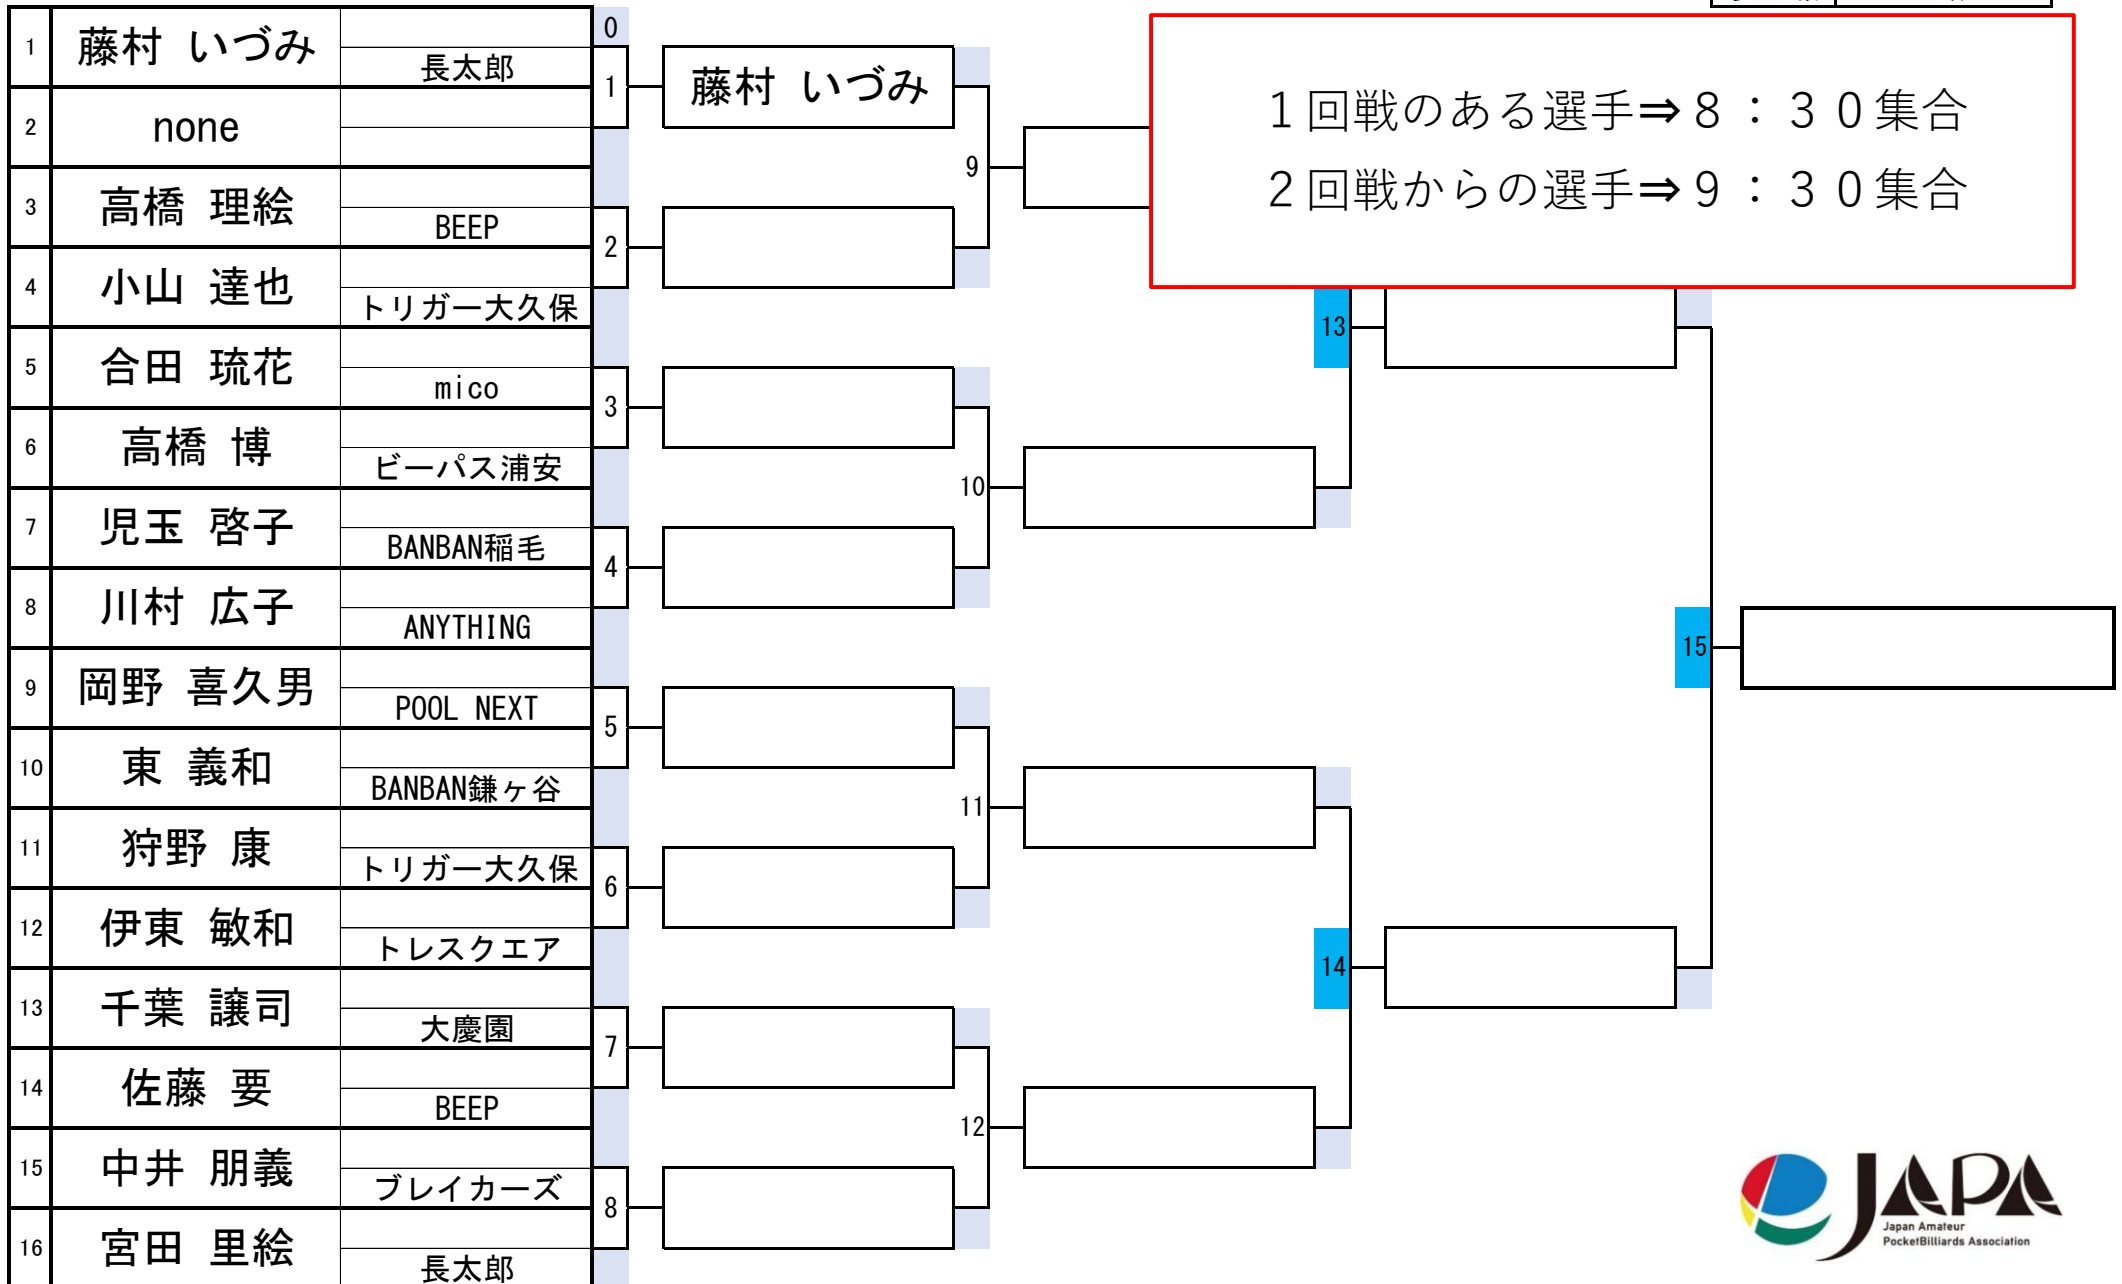 0
1 藤村 いづみ 長太郎
2 none
3 高橋 理絵 BEEP
4 小山 達也 トリガー大久保
5 合田 琉花 mico
6 高橋 博 ビーパス浦安
7 児玉 啓子 BANBAN稲毛
8 川村 広子 ANYTHING
9 岡野 喜久男 POOL NEXT
10 東 義和 BANBAN鎌ヶ谷
11 狩野 康 トリガー大久保
12 伊東 敏和 トレスクエア
13 千葉 譲司 大慶園
14 佐藤 要 BEEP
15 中井 朋義 ブレイカーズ
16 宮田 里絵 長太郎
1
2
3
4
5
6
7
8
藤村 いづみ
9
10
11
12
13
14
15
１回戦のある選手⇒８：３０集合
２回戦からの選手⇒９：３０集合
JAPA
Japan Amateur
PocketBilliards Association